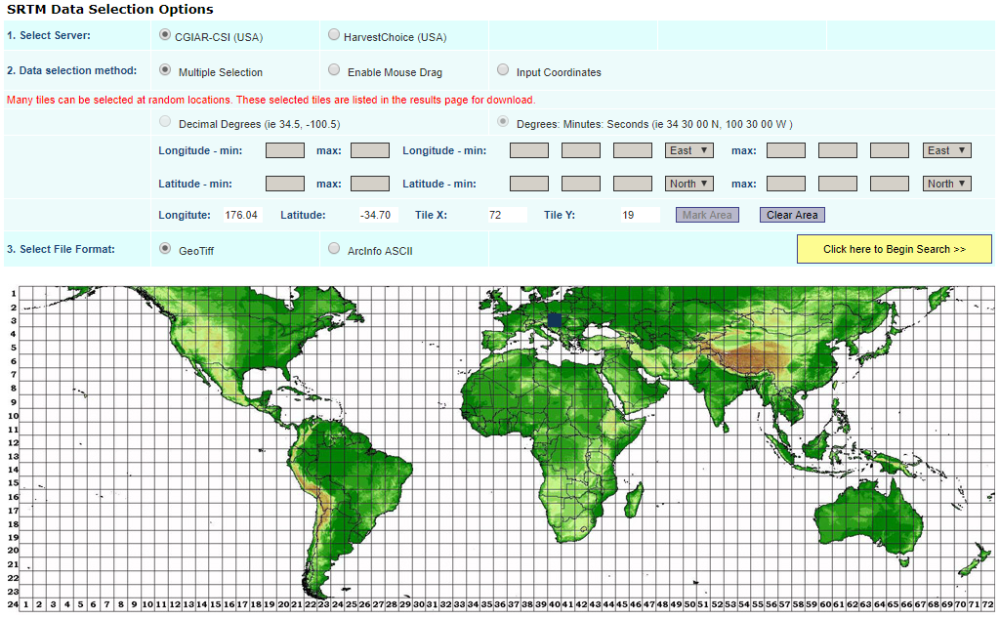 SRTM Data Selection Options
1. Select Server: CGIAR-CSI (USA) HarvestChoice (USA)
2. Data selection method: Multiple Selection Enable Mouse Drag Input Coordinates
Many tiles can be selected at random locations. These selected tiles are listed in the results page for download.
Decimal Degrees (ie 34.5, -100.5) Degrees: Minutes: Seconds (ie 34 30 00 N, 100 30 00 W )
Longitude - min: max: Longitude - min: East max: East
Latitude - min: max: Latitude - min: North max: North
Longitute: 176.04 Latitude: -34.70 Tile X: 72 Tile Y: 19 Mark Area Clear Area
3. Select File Format: GeoTiff ArcInfo ASCII Click here to Begin Search >>
1
2
3
4
5
6
7
8
9
10
11
12
13
14
15
16
17
18
19
20
21
22
23
24 1 2 3 4 5 6 7 8 9 10 11 12 13 14 15 16 17 18 19 20 21 22 23 24 25 26 27 28 29 30 31 32 33 34 35 36 37 38 39 40 41 42 43 44 45 46 47 48 49 50 51 52 53 54 55 56 57 58 59 60 61 62 63 64 65 66 67 68 69 70 71 72